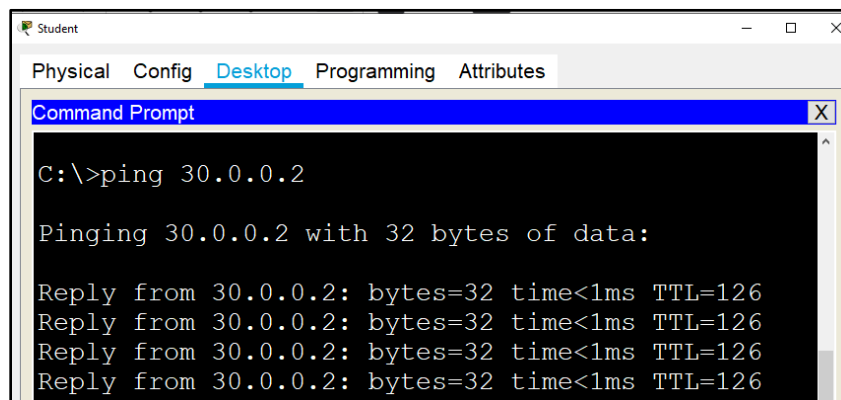 Student
Physical Config Desktop Programming Attributes
Command Prompt
X
C:\>ping 30.0.0.2
Pinging 30.0.0.2 with 32 bytes of data:
Reply from 30.0.0.2: bytes=32 time<1ms TTL=126
Reply from 30.0.0.2: bytes=32 time<1ms TTL=126
Reply from 30.0.0.2: bytes=32 time<1ms TTL=126
Reply from 30.0.0.2: bytes=32 time<1ms TTL=126